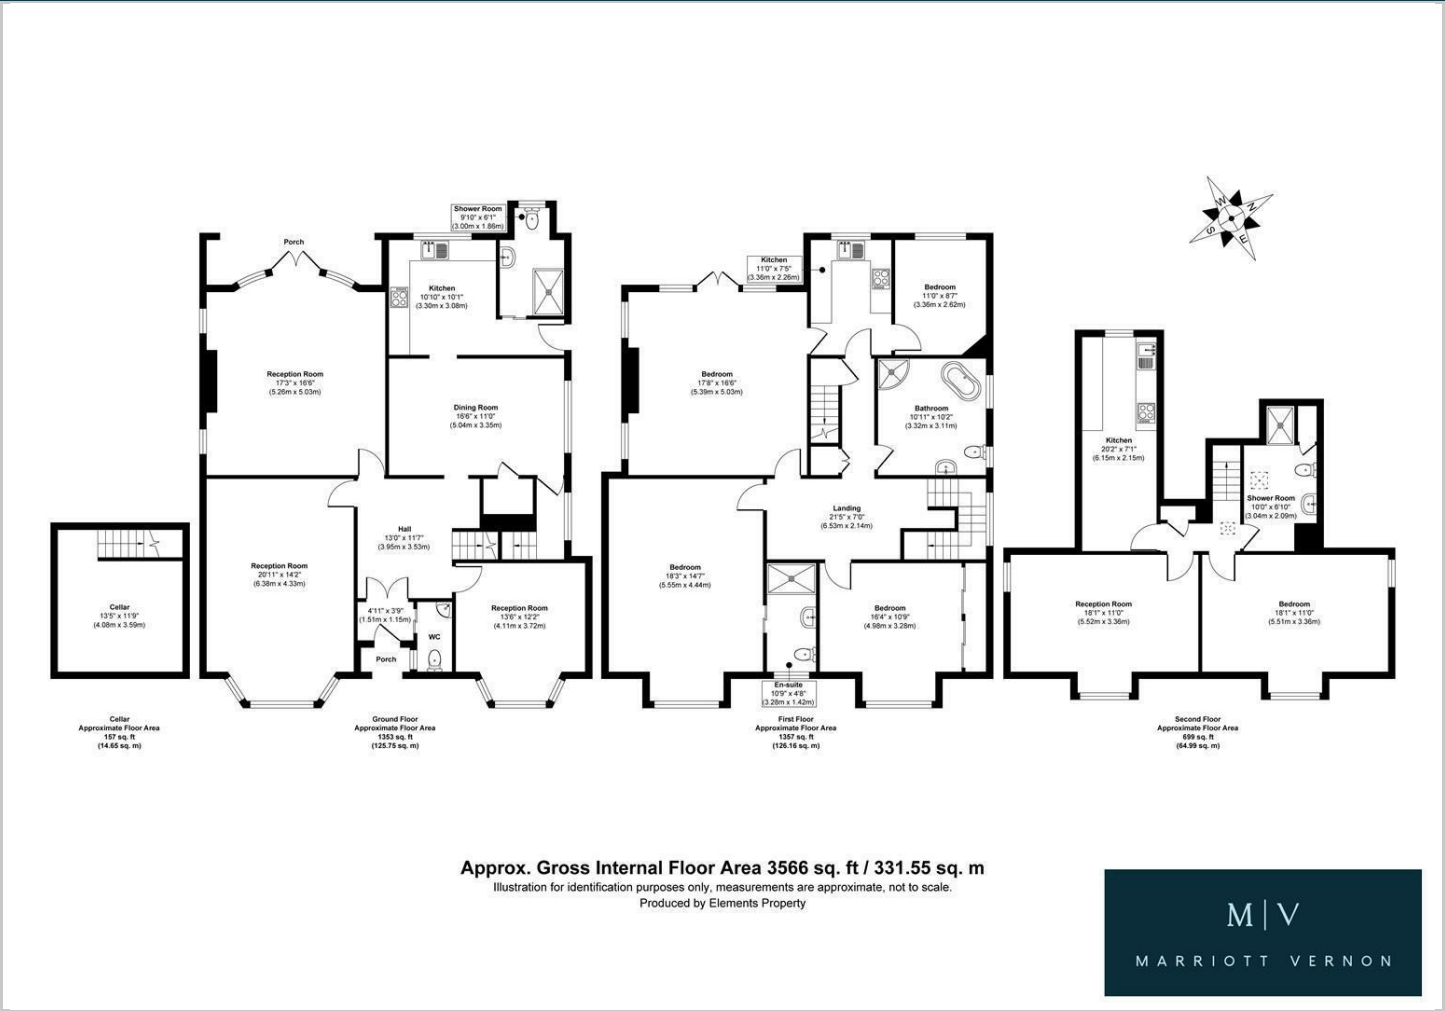 Cellar
13'5" x 11'9"
(4.08m x 3.59m)
Cellar
Approximate Floor Area
157 sq. ft
(14.65 sq. m)
Porch
Shower Room
9'10" x 6'1"
(3.00m x 1.86m)
Kitchen
10'10" x 10'1"
(3.30m x 3.08m)
Reception Room
17'3" x 16'6"
(5.26m x 5.03m)
Dining Room
16'6" x 11'0"
(5.04m x 3.35m)
Hall
13'0" x 11'7"
(3.95m x 3.53m)
Reception Room
20'11" x 14'2"
(6.38m x 4.33m)
4'11" x 3'9"
(1.51m x 1.15m)
WC
Porch
Reception Room
13'6" x 12'2"
(4.11m x 3.72m)
Ground Floor
Approximate Floor Area
1353 sq. ft
(125.75 sq. m)
Kitchen
11'0" x 7'5"
(3.36m x 2.26m)
Bedroom
11'0" x 8'7"
(3.36m x 2.62m)
Bedroom
17'8" x 16'6"
(5.39m x 5.03m)
Bathroom
10'11" x 10'2"
(3.32m x 3.11m)
Landing
21'5" x 7'0"
(6.53m x 2.14m)
Bedroom
18'3" x 14'7"
(5.55m x 4.44m)
Bedroom
16'4" x 10'9"
(4.98m x 3.28m)
En-suite
10'9" x 4'8"
(3.28m x 1.42m)
First Floor
Approximate Floor Area
1357 sq. ft
(126.16 sq. m)
N
E
S
W
Kitchen
20'2" x 7'1"
(6.15m x 2.15m)
Shower Room
10'0" x 6'10"
(3.04m x 2.09m)
Reception Room
18'1" x 11'0"
(5.52m x 3.36m)
Bedroom
18'1" x 11'0"
(5.51m x 3.36m)
Second Floor
Approximate Floor Area
699 sq. ft
(64.99 sq. m)
Approx. Gross Internal Floor Area 3566 sq. ft / 331.55 sq. m
Illustration for identification purposes only, measurements are approximate, not to scale.
Produced by Elements Property
M | V
MARRIOTT VERNON